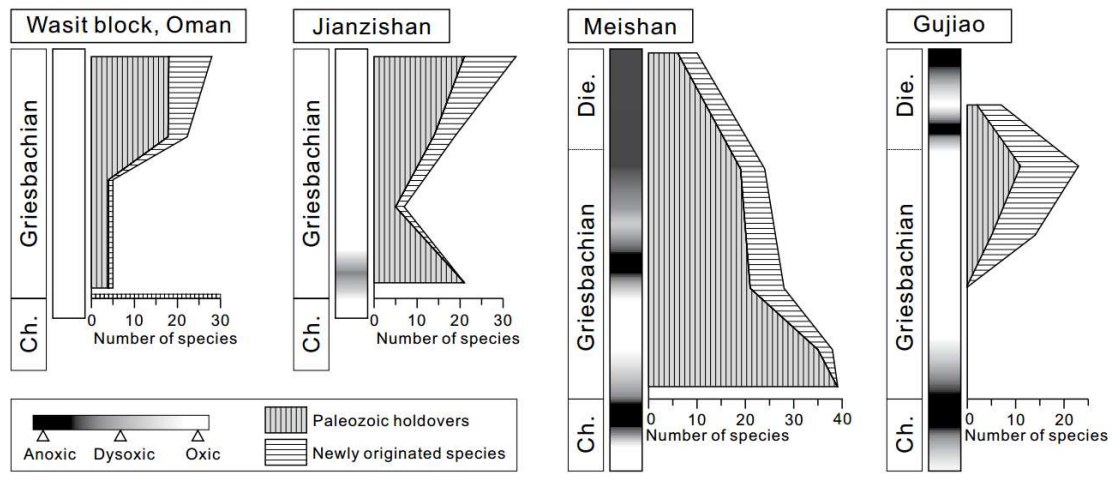 Wasit block, Oman
Jianzishan
Meishan
Gujiao
Griesbachian
Ch.
0 10 20 30
Number of species
Griesbachian
Ch.
0 10 20 30
Number of species
Die.
Griesbachian
Ch.
0 10 20 30 40
Number of species
Die.
Griesbachian
Ch.
0 10 20
Number of species
Anoxic Dysoxic Oxic
Paleozoic holdovers
Newly originated species